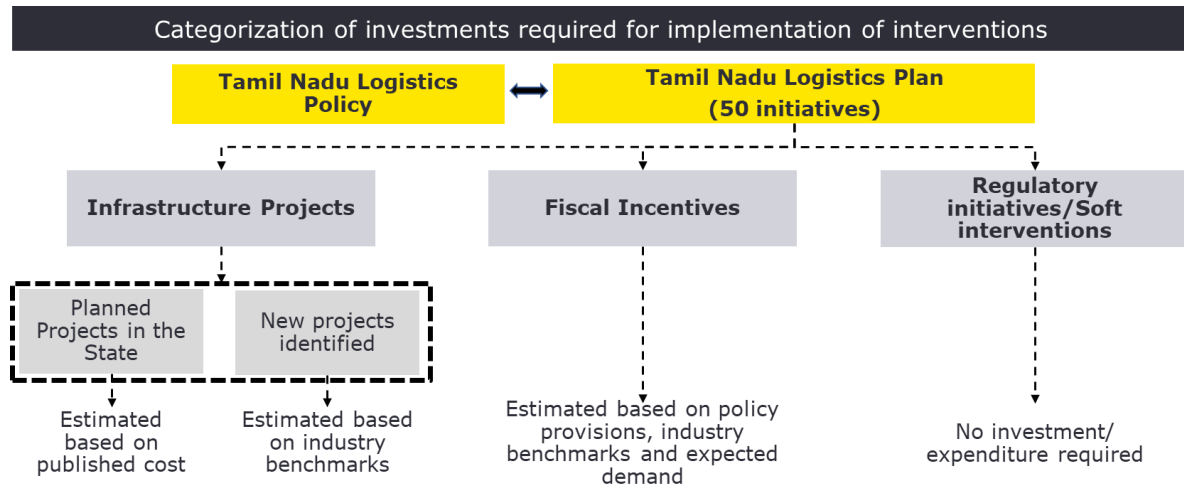 Categorization of investments required for implementation of interventions
Tamil Nadu Logistics
Policy
Tamil Nadu Logistics Plan
(50 initiatives)
Infrastructure Projects
Fiscal Incentives
Regulatory
initiatives/Soft
interventions
Planned
Projects in the
State
New projects
identified
Estimated
based on
published cost
Estimated based
on industry
benchmarks
Estimated based on policy
provisions, industry
benchmarks and expected
demand
No investment/
expenditure required